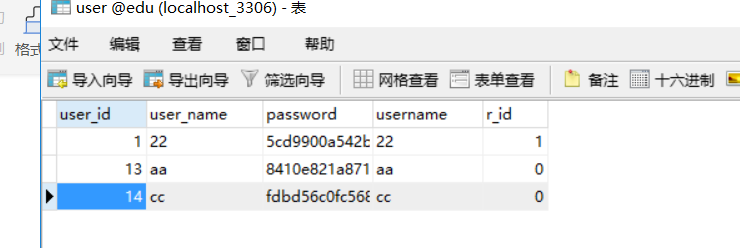 user @edu (localhost_3306) - 表
格式
文件 编辑 查看 窗口 帮助
导入向导 导出向导 筛选向导 网格查看 表单查看 备注 十六进制
user_id user_name password username r_id
1 22 5cd9900a542b 22 1
13 aa 8410e821a871 aa 0
14 cc fdbd56c0fc568 cc 0